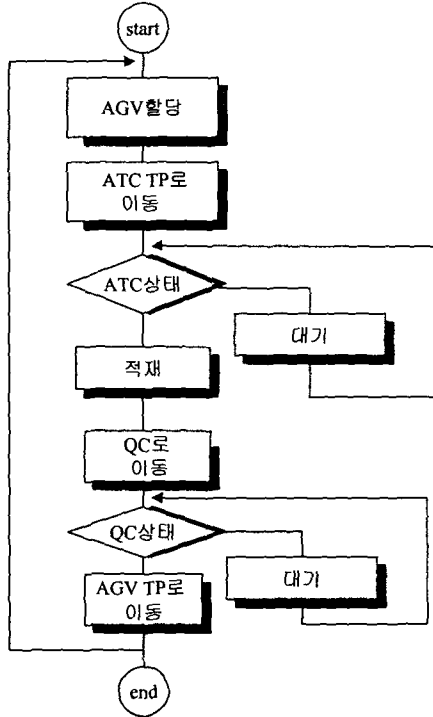 start
AGV할당
ATC TP로
이동
ATC상태
대기
적재
QC로
이동
QC상태
대기
AGV TP로
이동
end